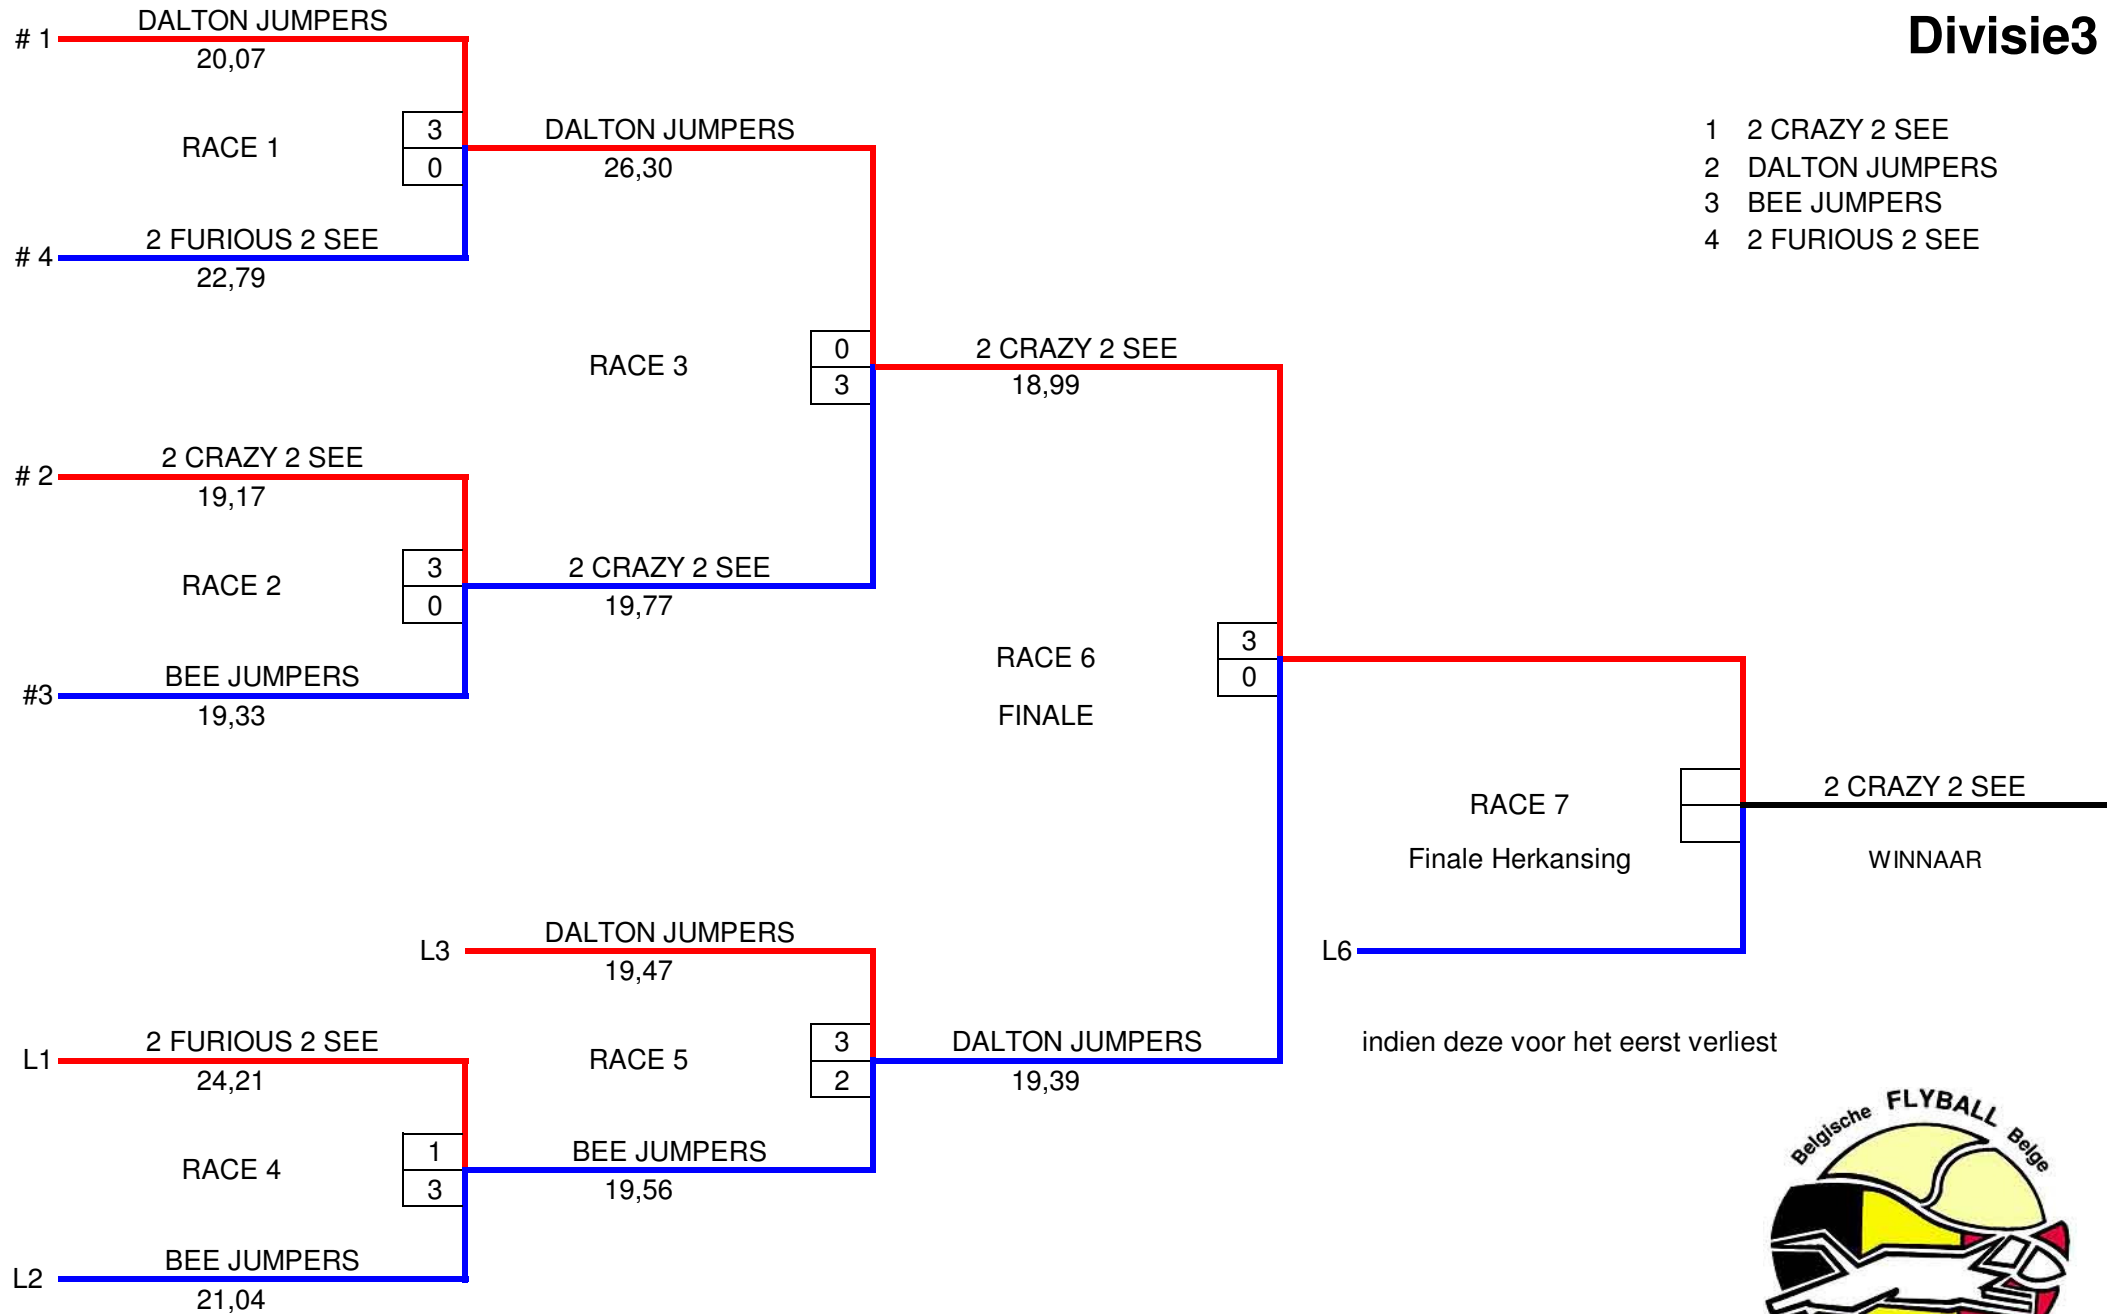 DALTON JUMPERS
# 1
20,07
Divisie3
3
RACE 1
0
DALTON JUMPERS
26,30
1 2 CRAZY 2 SEE
2 DALTON JUMPERS
3 BEE JUMPERS
4 2 FURIOUS 2 SEE
2 FURIOUS 2 SEE
# 4
22,79
RACE 3
0
3
2 CRAZY 2 SEE
18,99
2 CRAZY 2 SEE
# 2
19,17
RACE 2
3
0
2 CRAZY 2 SEE
19,77
BEE JUMPERS
#3
19,33
RACE 6
3
0
FINALE
RACE 7
Finale Herkansing
2 CRAZY 2 SEE
WINNAAR
L3
DALTON JUMPERS
19,47
L6
indien deze voor het eerst verliest
2 FURIOUS 2 SEE
L1
24,21
RACE 5
3
2
DALTON JUMPERS
19,39
RACE 4
1
3
BEE JUMPERS
19,56
BEE JUMPERS
L2
21,04
Belgische FLYBALL Belge